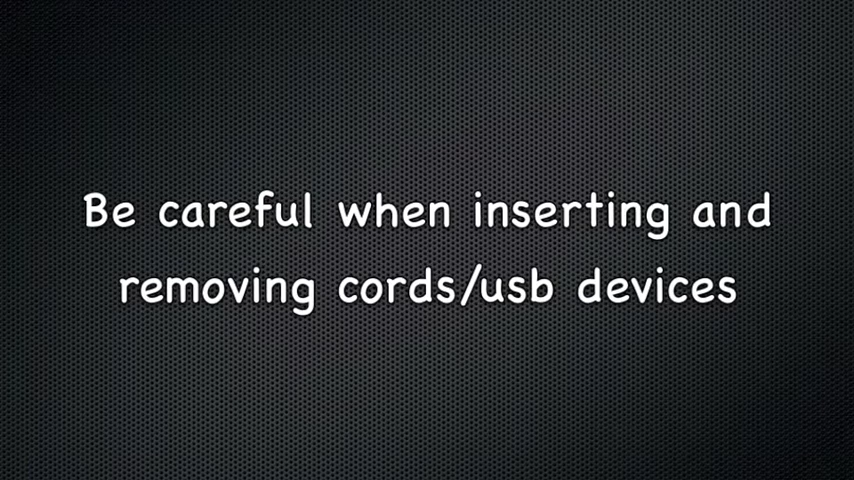 Be careful when inserting and
removing cords/usb devices